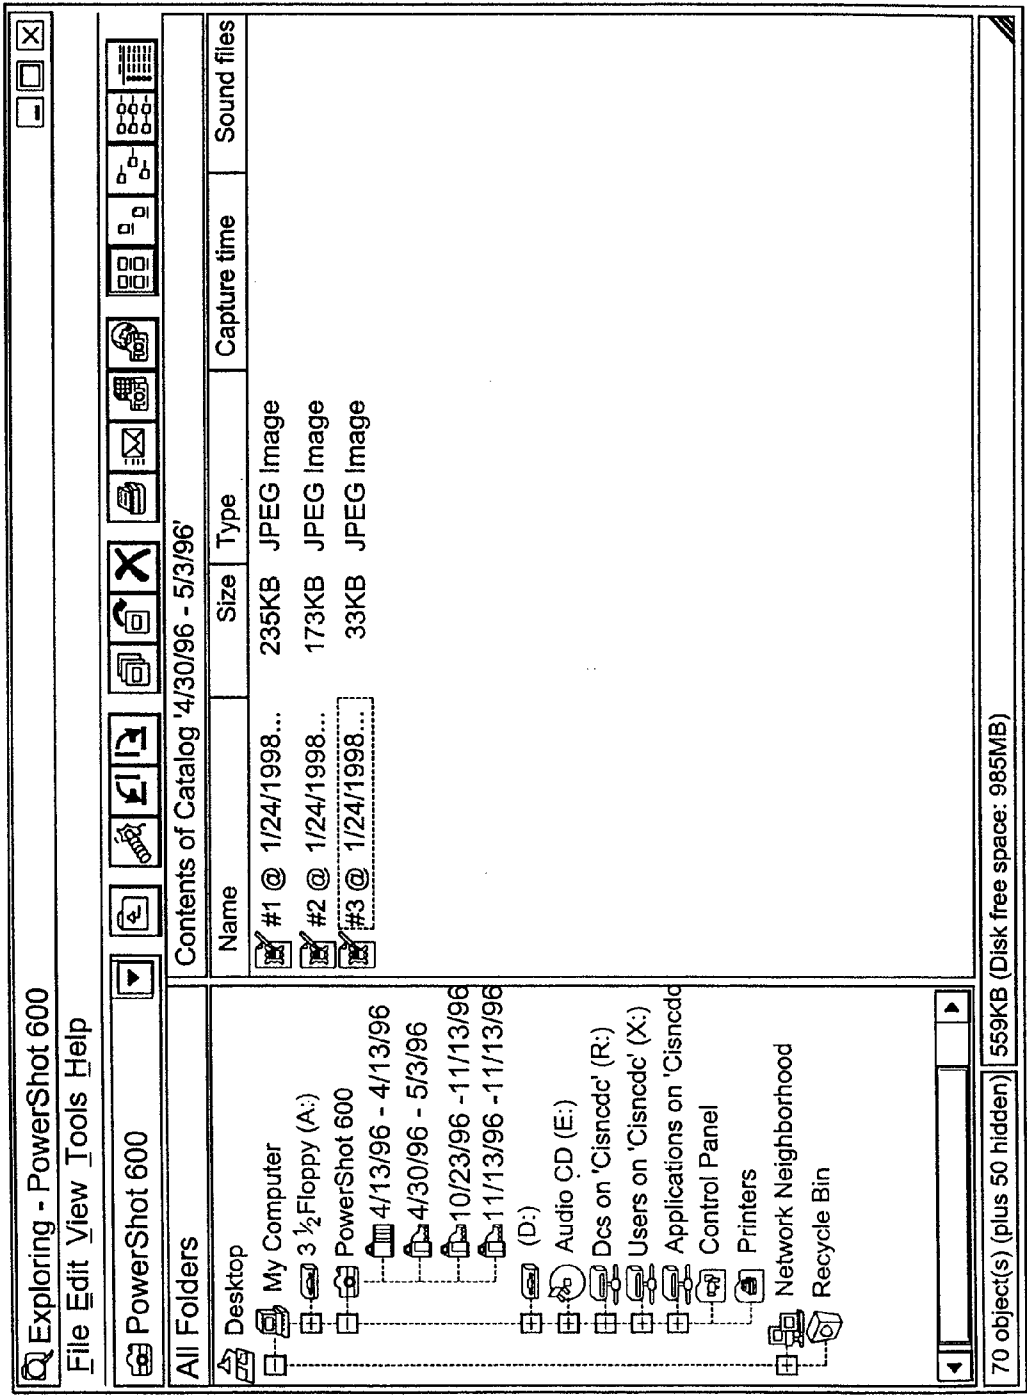 Exploring - PowerShot 600
File Edit View Tools Help
PowerShot 600
All Folders
Contents of Catalog '4/30/96 - 5/3/96'
Desktop
My Computer
3 ½ Floppy (A:)
PowerShot 600
4/13/96 - 4/13/96
4/30/96 - 5/3/96
10/23/96 -11/13/96
11/13/96 -11/13/96
(D:)
Audio CD (E:)
Dcs on 'Cisncdc' (R:)
Users on 'Cisncdc' (X:)
Applications on 'Cisncdc
Control Panel
Printers
Network Neighborhood
Recycle Bin
Name Size Type Capture time Sound files
#1 @ 1/24/1998... 235KB JPEG Image
#2 @ 1/24/1998... 173KB JPEG Image
#3 @ 1/24/1998... 33KB JPEG Image
70 object(s) (plus 50 hidden) 559KB (Disk free space: 985MB)